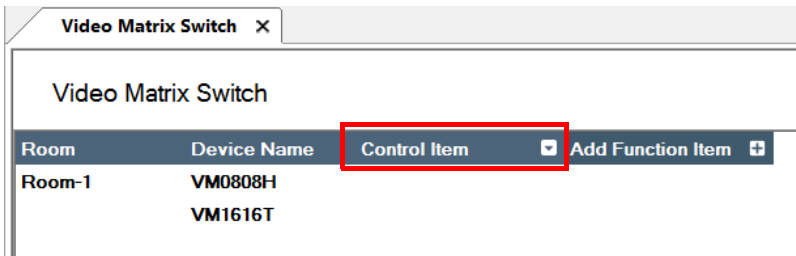 Video Matrix Switch
Video Matrix Switch
Room Device Name Control Item Add Function Item
Room-1 VM0808H
VM1616T